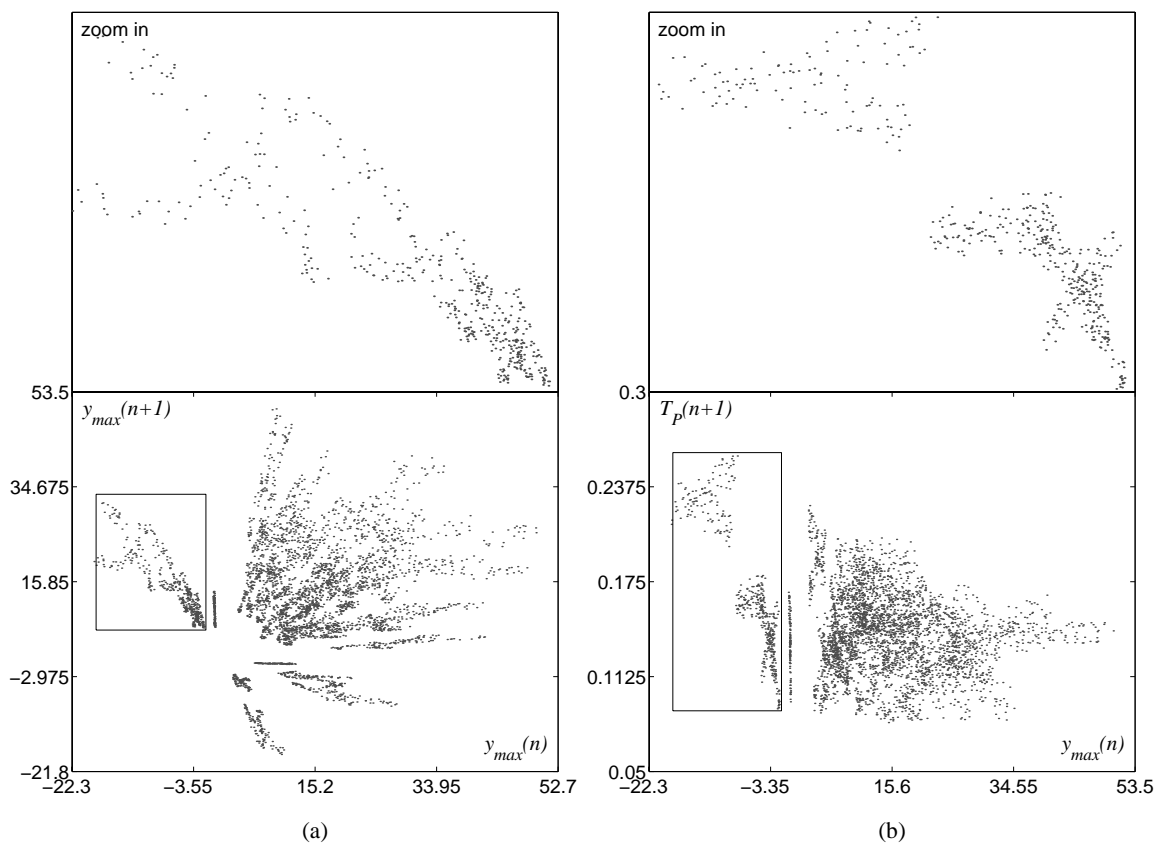 zoom in
zoom in
53.5
y_max(n+1)
34.675
15.85
−2.975
−21.8
y_max(n)
−22.3 −3.55 15.2 33.95 52.7
0.3
T_P(n+1)
0.2375
0.175
0.1125
0.05
y_max(n)
−22.3 −3.35 15.6 34.55 53.5
(a)
(b)